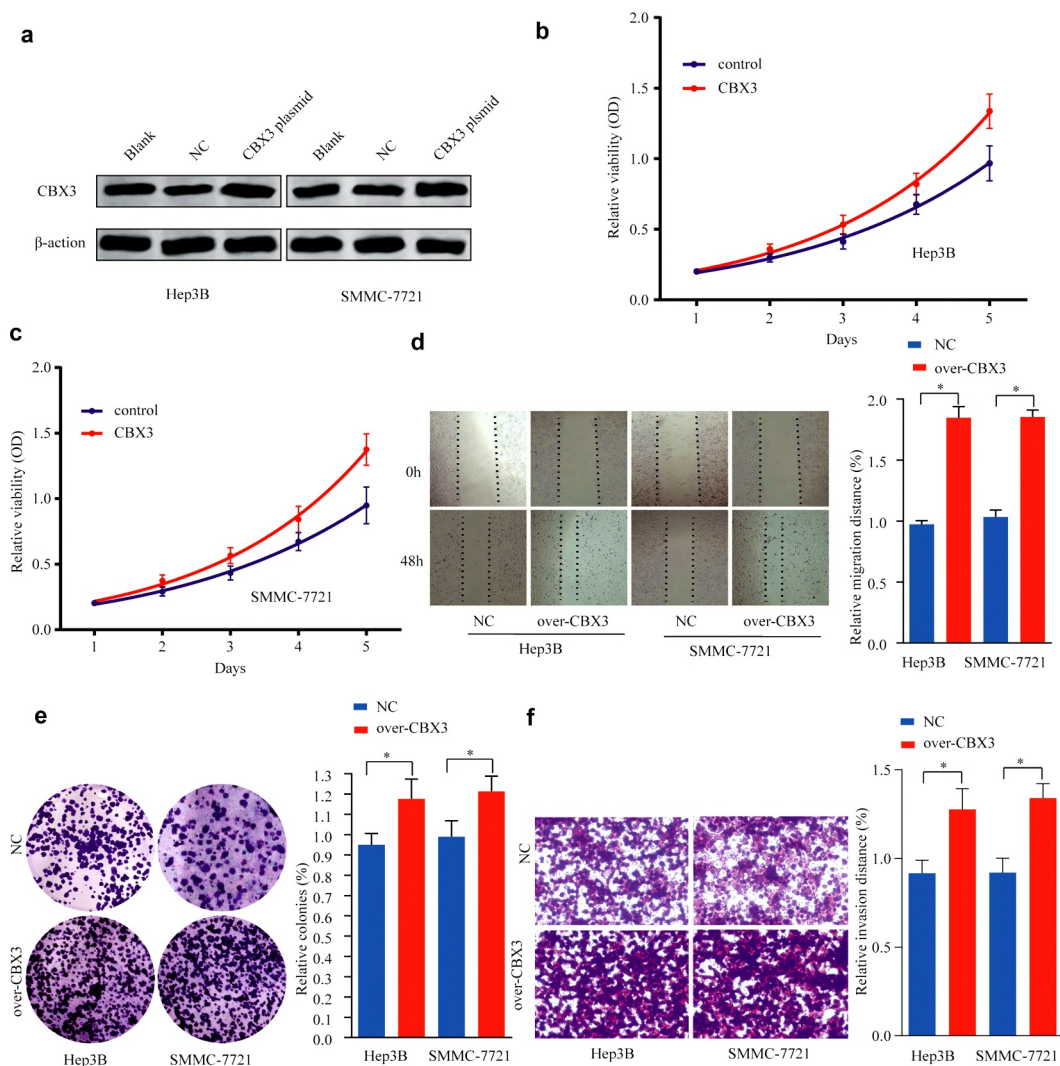 a
Blank
NC
CBX3 plasmid
Blank
NC
CBX3 plsmid
CBX3
β-action
Hep3B
SMMC-7721
b
2.0
1.5
1.0
0.5
0.0
Relative viability (OD)
control
CBX3
Hep3B
1 2 3 4 5
Days
c
2.0
1.5
1.0
0.5
0.0
Relative viability (OD)
control
CBX3
SMMC-7721
1 2 3 4 5
Days
d
0h
48h
NC over-CBX3 NC over-CBX3
Hep3B SMMC-7721
NC
over-CBX3
* *
2.0
1.5
1.0
1.0
0.0
Relative migration distance (%)
Hep3B SMMC-7721
e
NC
over-CBX3
Hep3B SMMC-7721
NC
over-CBX3
* *
1.3
1.2
1.1
1.0
0.9
0.8
0.7
0.6
0.5
0.4
0.3
0.2
0.1
0.0
Relative colonies (%)
Hep3B SMMC-7721
f
NC
over-CBX3
Hep3B SMMC-7721
NC
over-CBX3
* *
1.5
1.0
0.5
0.0
Relative invasion distance (%)
Hep3B SMMC-7721